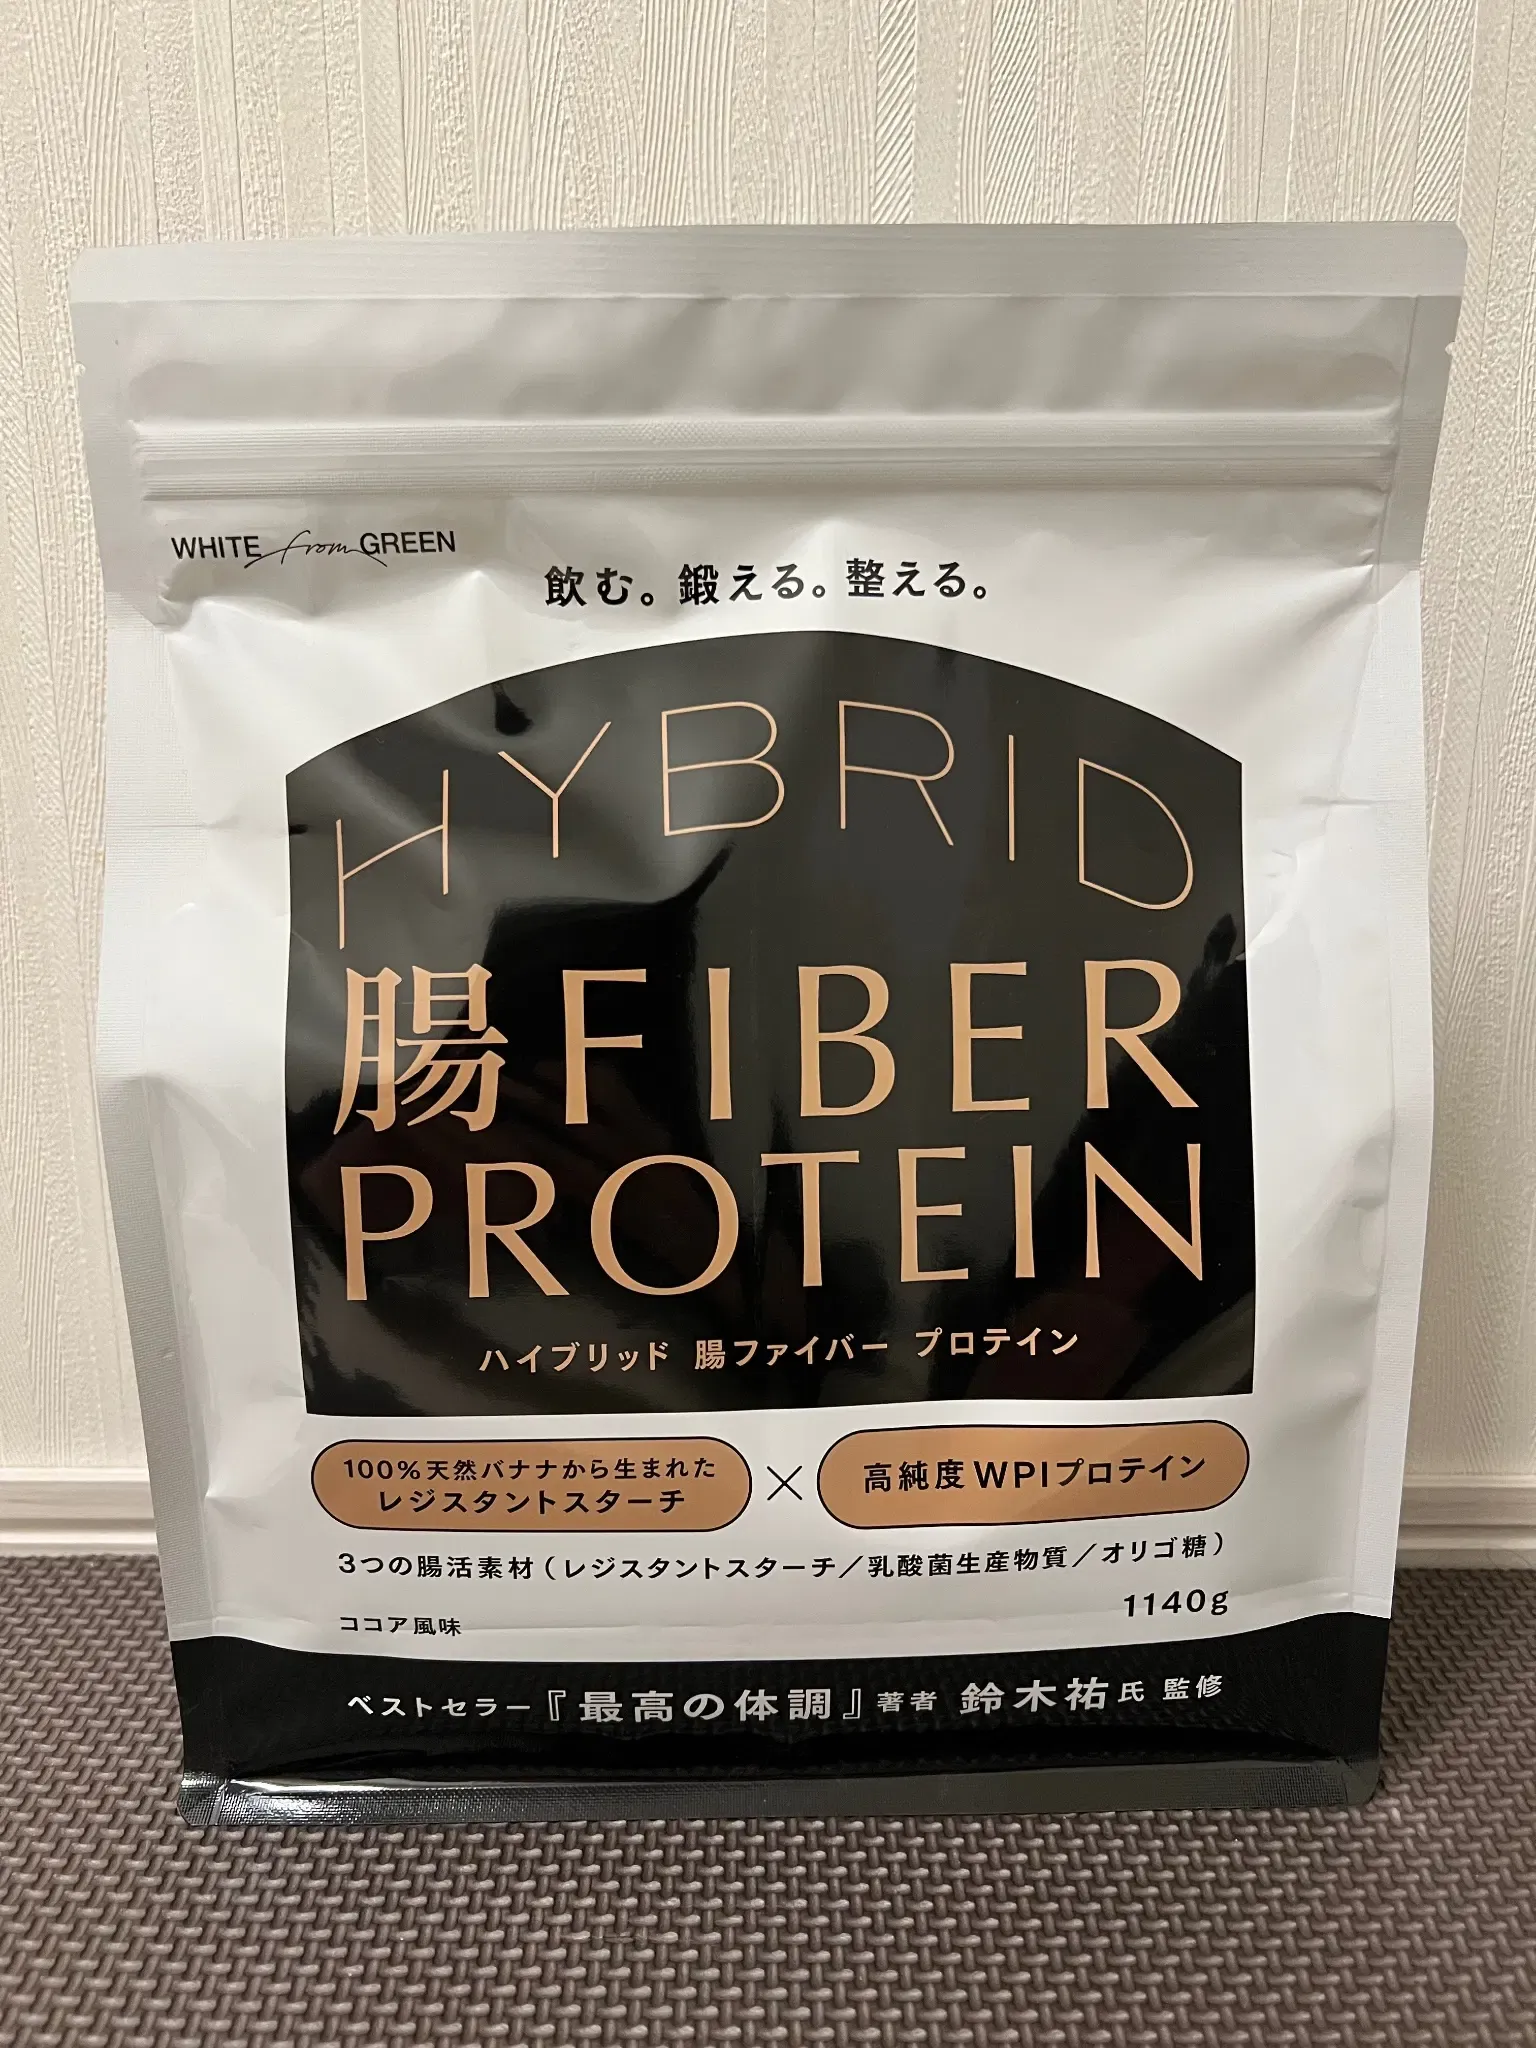 WHITE from GREEN
飲む。鍛える。整える。
HYBRID
腸FIBER
PROTEIN
ハイブリッド 腸ファイバー プロテイン
100%天然バナナから生まれた
レジスタントスターチ
×
高純度WPIプロテイン
3つの腸活素材（レジスタントスターチ／乳酸菌生産物質／オリゴ糖）
1140g
ココア風味
ベストセラー『最高の体調』著者 鈴木祐氏 監修